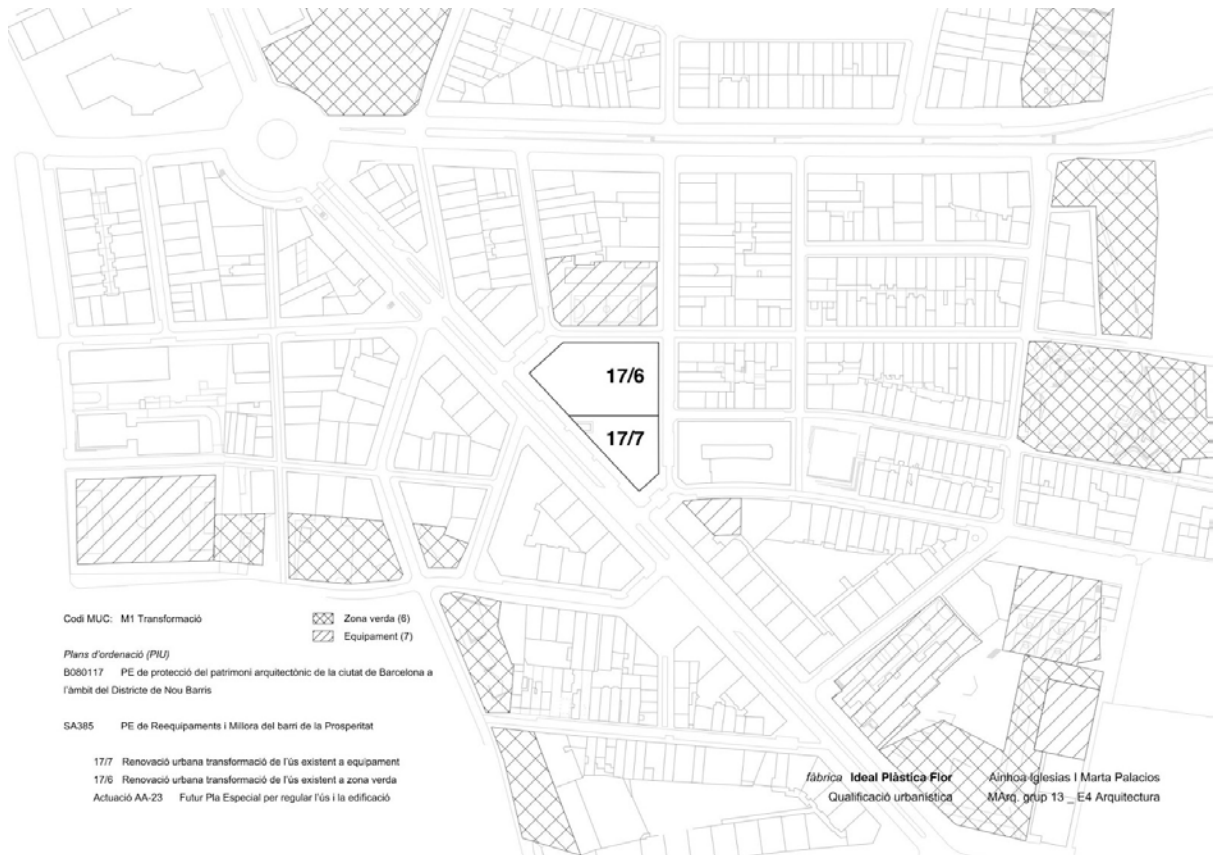 17/6
17/7
Codi MUC: M1 Transformació
Zona verda (6)
Equipament (7)
Plans d'ordenació (PIU)
B080117 PE de protecció del patrimoni arquitectònic de la ciutat de Barcelona a
l'àmbit del Districte de Nou Barris
SA385 PE de Reequipaments i Millora del barri de la Prosperitat
17/7 Renovació urbana transformació de l'ús existent a equipament
17/6 Renovació urbana transformació de l'ús existent a zona verda
Actuació AA-23 Futur Pla Especial per regular l'ús i la edificació
fàbrica Ideal Plàstica Flor
Qualificació urbanística
Ainhoa Iglesias I Marta Palacios
MArq. grup 13 _ E4 Arquitectura